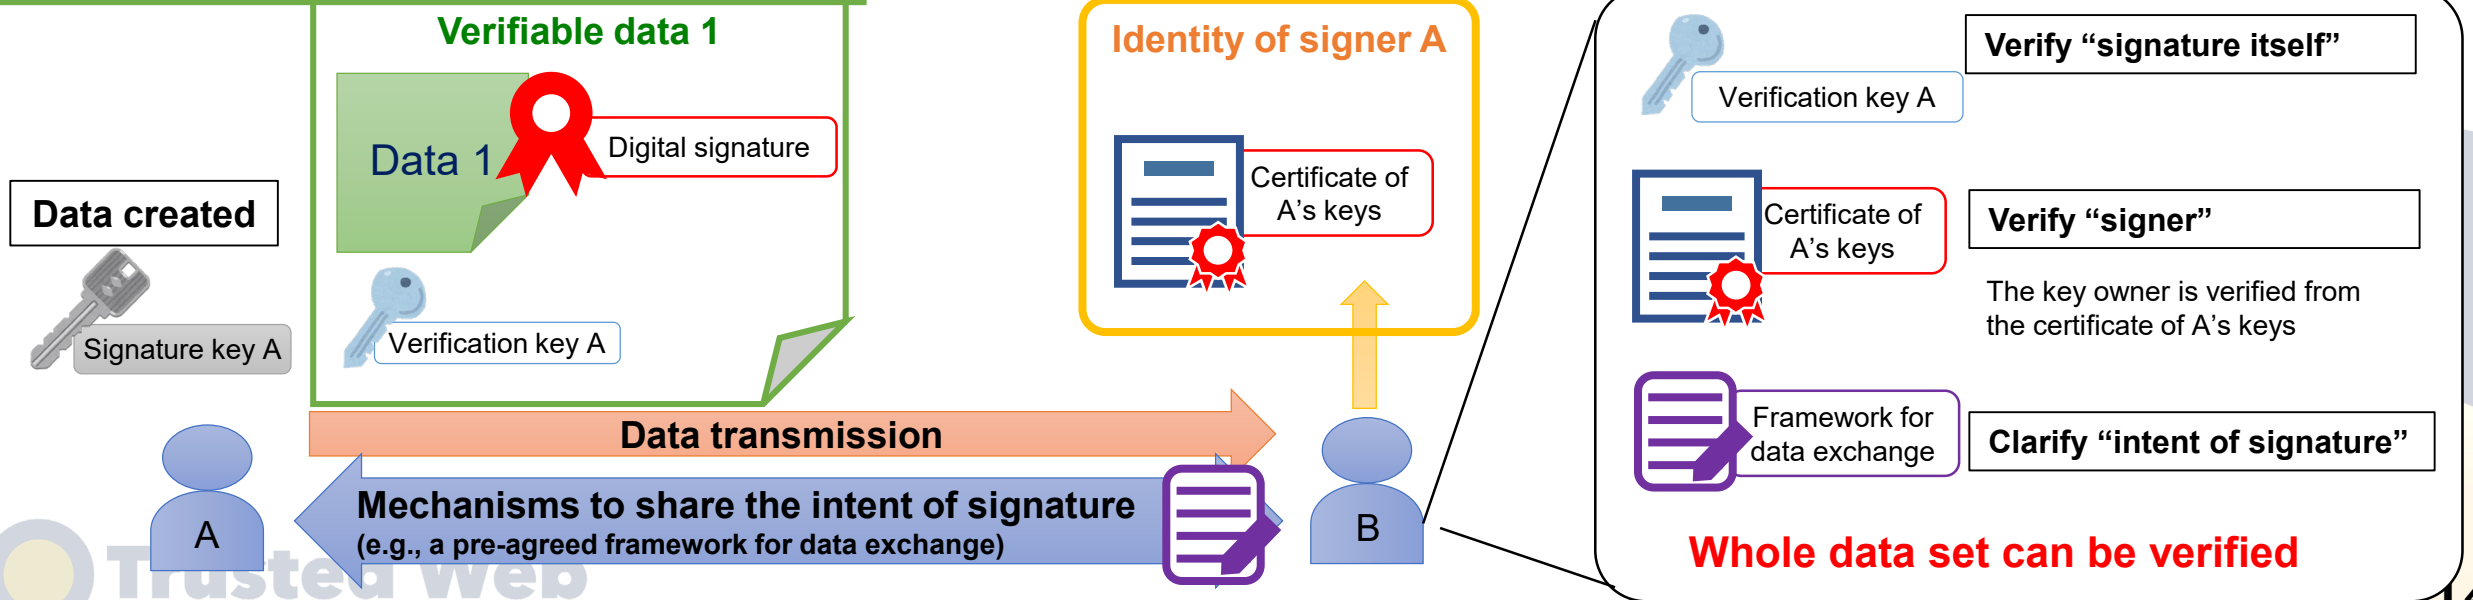 Verifiable data 1
Data 1
Digital signature
Data created
Signature key A
Verification key A
Identity of signer A
Certificate of
A’s keys
Data transmission
Mechanisms to share the intent of signature
(e.g., a pre-agreed framework for data exchange)
A
B
Verification key A
Verify “signature itself”
Certificate of
A’s keys
Verify “signer”
The key owner is verified from
the certificate of A’s keys
Framework for
data exchange
Clarify “intent of signature”
Whole data set can be verified
Trusted Web